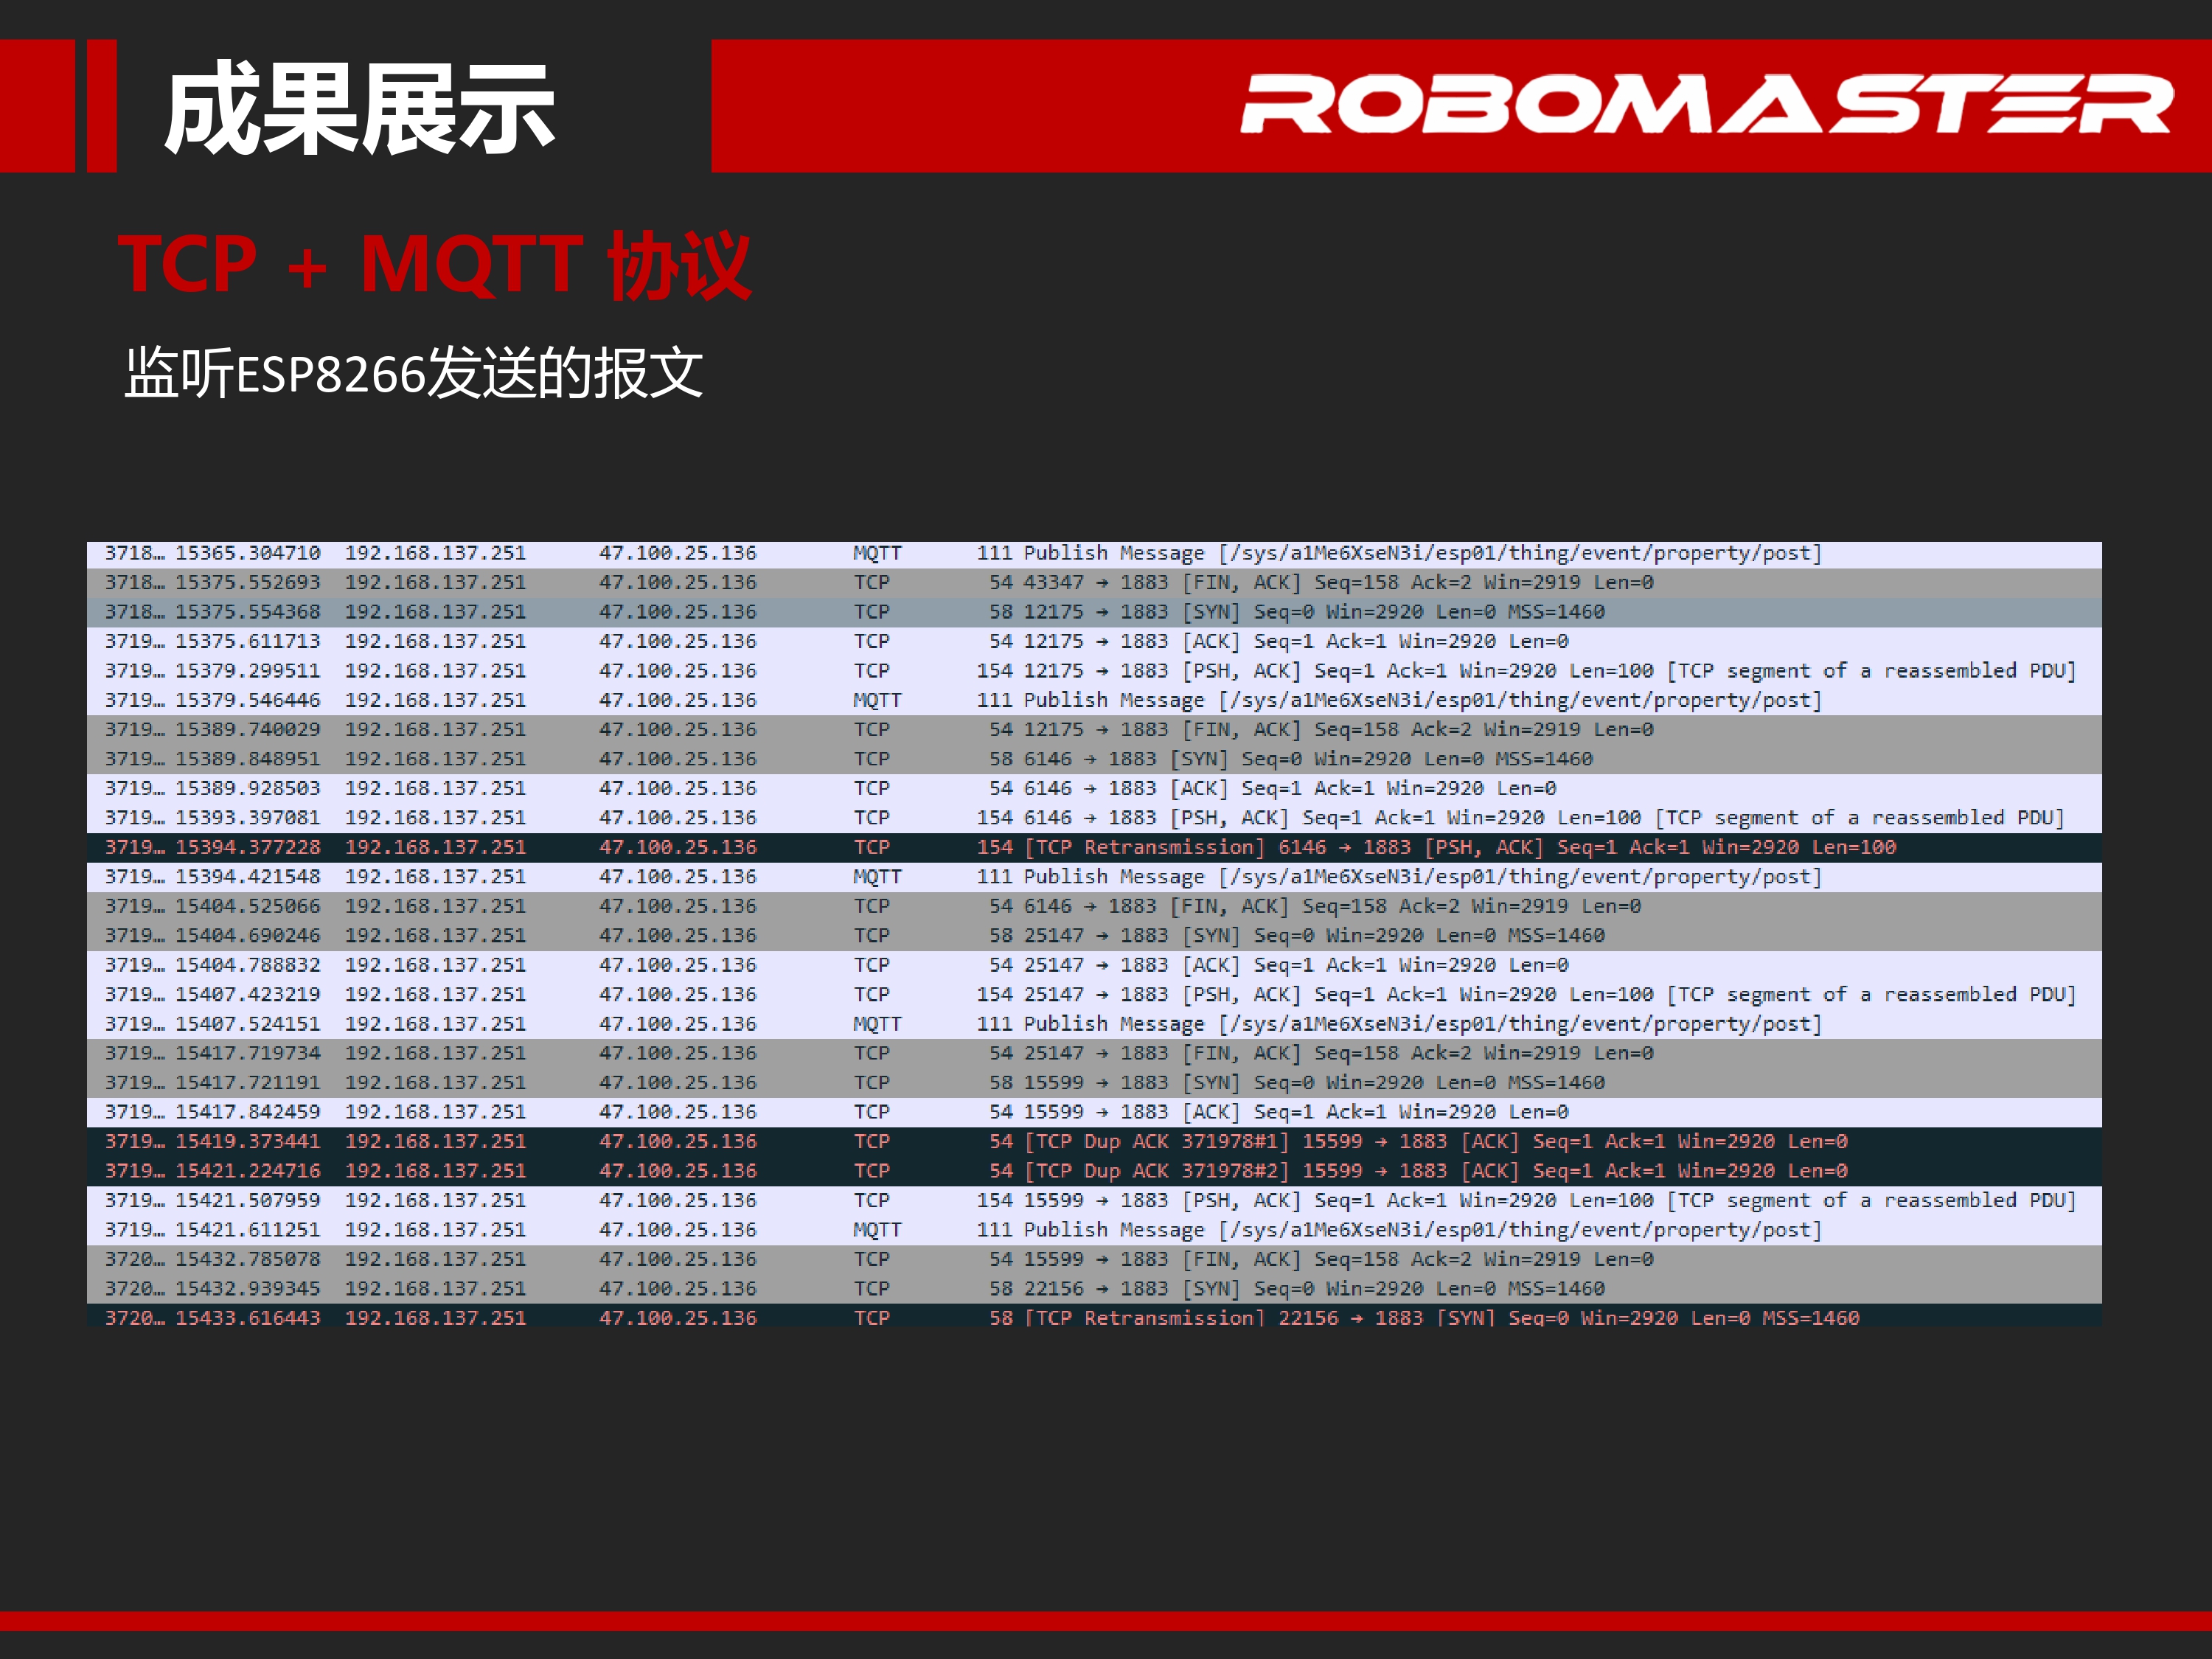 成果展示
ROBOMASTER
TCP + MQTT 协议
监听ESP8266发送的报文
3718… 15365.304710 192.168.137.251 47.100.25.136 MQTT 111 Publish Message [/sys/a1Me6XseN3i/esp01/thing/event/property/post]
3718… 15375.552693 192.168.137.251 47.100.25.136 TCP 54 43347 → 1883 [FIN, ACK] Seq=158 Ack=2 Win=2919 Len=0
3718… 15375.554368 192.168.137.251 47.100.25.136 TCP 58 12175 → 1883 [SYN] Seq=0 Win=2920 Len=0 MSS=1460
3719… 15375.611713 192.168.137.251 47.100.25.136 TCP 54 12175 → 1883 [ACK] Seq=1 Ack=1 Win=2920 Len=0
3719… 15379.299511 192.168.137.251 47.100.25.136 TCP 154 12175 → 1883 [PSH, ACK] Seq=1 Ack=1 Win=2920 Len=100 [TCP segment of a reassembled PDU]
3719… 15379.546446 192.168.137.251 47.100.25.136 MQTT 111 Publish Message [/sys/a1Me6XseN3i/esp01/thing/event/property/post]
3719… 15389.740029 192.168.137.251 47.100.25.136 TCP 54 12175 → 1883 [FIN, ACK] Seq=158 Ack=2 Win=2919 Len=0
3719… 15389.848951 192.168.137.251 47.100.25.136 TCP 58 6146 → 1883 [SYN] Seq=0 Win=2920 Len=0 MSS=1460
3719… 15389.928503 192.168.137.251 47.100.25.136 TCP 54 6146 → 1883 [ACK] Seq=1 Ack=1 Win=2920 Len=0
3719… 15393.397081 192.168.137.251 47.100.25.136 TCP 154 6146 → 1883 [PSH, ACK] Seq=1 Ack=1 Win=2920 Len=100 [TCP segment of a reassembled PDU]
3719… 15394.377228 192.168.137.251 47.100.25.136 TCP 154 [TCP Retransmission] 6146 → 1883 [PSH, ACK] Seq=1 Ack=1 Win=2920 Len=100
3719… 15394.421548 192.168.137.251 47.100.25.136 MQTT 111 Publish Message [/sys/a1Me6XseN3i/esp01/thing/event/property/post]
3719… 15404.525066 192.168.137.251 47.100.25.136 TCP 54 6146 → 1883 [FIN, ACK] Seq=158 Ack=2 Win=2919 Len=0
3719… 15404.690246 192.168.137.251 47.100.25.136 TCP 58 25147 → 1883 [SYN] Seq=0 Win=2920 Len=0 MSS=1460
3719… 15404.788832 192.168.137.251 47.100.25.136 TCP 54 25147 → 1883 [ACK] Seq=1 Ack=1 Win=2920 Len=0
3719… 15407.423219 192.168.137.251 47.100.25.136 TCP 154 25147 → 1883 [PSH, ACK] Seq=1 Ack=1 Win=2920 Len=100 [TCP segment of a reassembled PDU]
3719… 15407.524151 192.168.137.251 47.100.25.136 MQTT 111 Publish Message [/sys/a1Me6XseN3i/esp01/thing/event/property/post]
3719… 15417.719734 192.168.137.251 47.100.25.136 TCP 54 25147 → 1883 [FIN, ACK] Seq=158 Ack=2 Win=2919 Len=0
3719… 15417.721191 192.168.137.251 47.100.25.136 TCP 58 15599 → 1883 [SYN] Seq=0 Win=2920 Len=0 MSS=1460
3719… 15417.842459 192.168.137.251 47.100.25.136 TCP 54 15599 → 1883 [ACK] Seq=1 Ack=1 Win=2920 Len=0
3719… 15419.373441 192.168.137.251 47.100.25.136 TCP 54 [TCP Dup ACK 371978#1] 15599 → 1883 [ACK] Seq=1 Ack=1 Win=2920 Len=0
3719… 15421.224716 192.168.137.251 47.100.25.136 TCP 54 [TCP Dup ACK 371978#2] 15599 → 1883 [ACK] Seq=1 Ack=1 Win=2920 Len=0
3719… 15421.507959 192.168.137.251 47.100.25.136 TCP 154 15599 → 1883 [PSH, ACK] Seq=1 Ack=1 Win=2920 Len=100 [TCP segment of a reassembled PDU]
3719… 15421.611251 192.168.137.251 47.100.25.136 MQTT 111 Publish Message [/sys/a1Me6XseN3i/esp01/thing/event/property/post]
3720… 15432.785078 192.168.137.251 47.100.25.136 TCP 54 15599 → 1883 [FIN, ACK] Seq=158 Ack=2 Win=2919 Len=0
3720… 15432.939345 192.168.137.251 47.100.25.136 TCP 58 22156 → 1883 [SYN] Seq=0 Win=2920 Len=0 MSS=1460
3720… 15433.616443 192.168.137.251 47.100.25.136 TCP 58 [TCP Retransmission] 22156 → 1883 [SYN] Seq=0 Win=2920 Len=0 MSS=1460